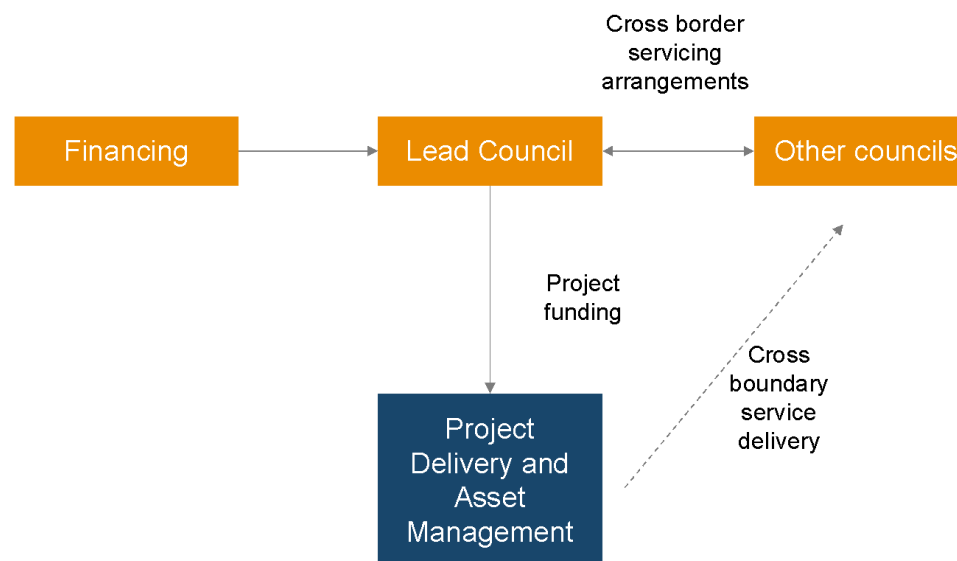 Cross border
servicing
arrangements
Financing
Lead Council
Other councils
Project
funding
Cross
boundary
service
delivery
Project
Delivery and
Asset
Management